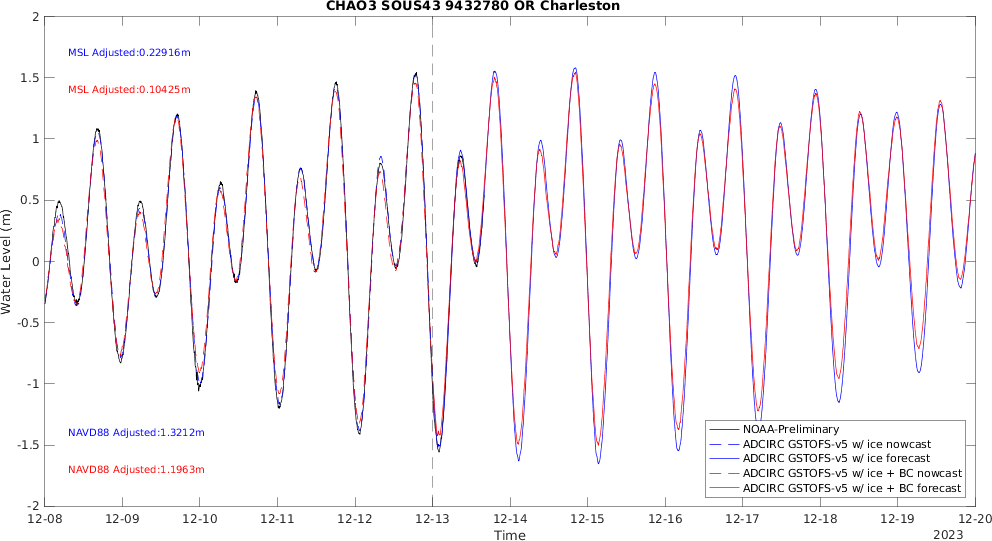 CHAO3 SOUS43 9432780 OR Charleston
2
1.5
1
0.5
0
-0.5
-1
-1.5
-2
Water Level (m)
MSL Adjusted:0.22916m
MSL Adjusted:0.10425m
NAVD88 Adjusted:1.3212m
NAVD88 Adjusted:1.1963m
NOAA-Preliminary
ADCIRC GSTOFS-v5 w/ ice nowcast
ADCIRC GSTOFS-v5 w/ ice forecast
ADCIRC GSTOFS-v5 w/ ice + BC nowcast
ADCIRC GSTOFS-v5 w/ ice + BC forecast
12-08 12-09 12-10 12-11 12-12 12-13 12-14 12-15 12-16 12-17 12-18 12-19 12-20
Time
2023